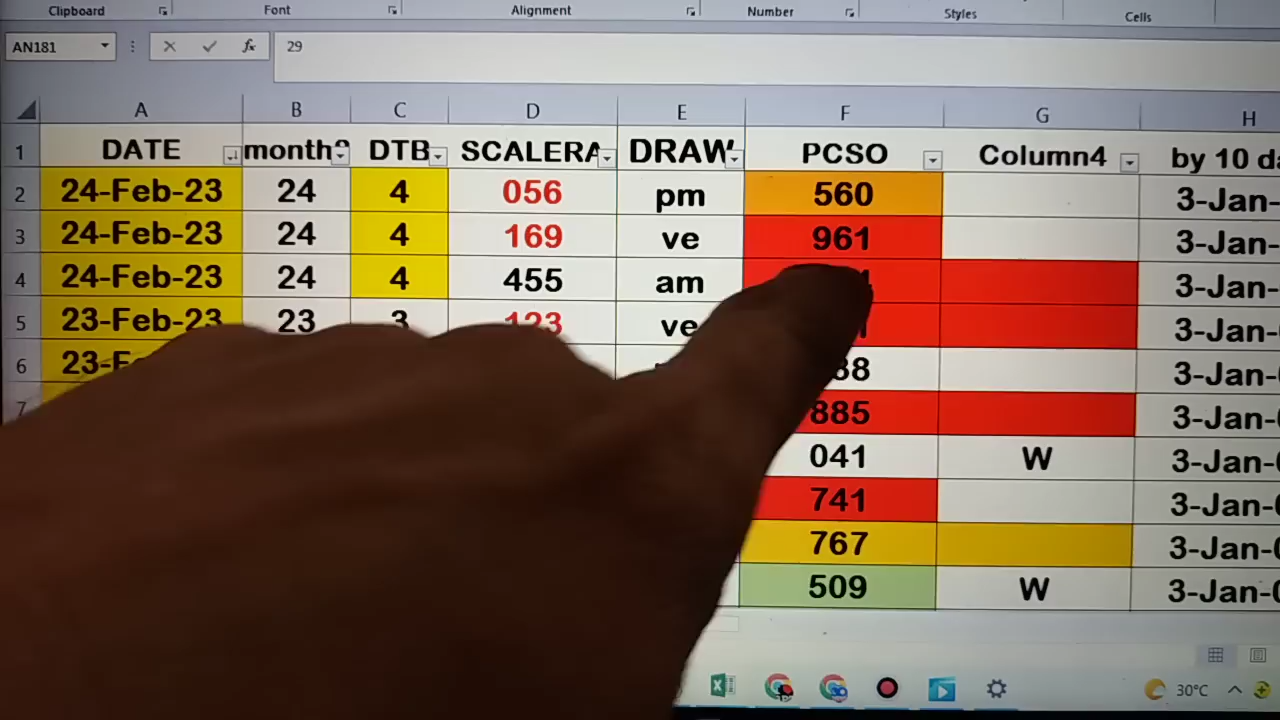 Clipboard Font Alignment Number Styles Cells
AN181 fx 29
A B C D E F G H
1 DATE month DTB SCALERA DRAW PCSO Column4 by 10 da
2 24-Feb-23 24 4 056 pm 560 3-Jan-
3 24-Feb-23 24 4 169 ve 961 3-Jan-
4 24-Feb-23 24 4 455 am 3-Jan-
5 23-Feb-23 23 3 123 ve 3-Jan-
6 3-Jan-
7 885 3-Jan-
041 W 3-Jan-
741 3-Jan-0
767 3-Jan-0
509 W 3-Jan-0
30°C